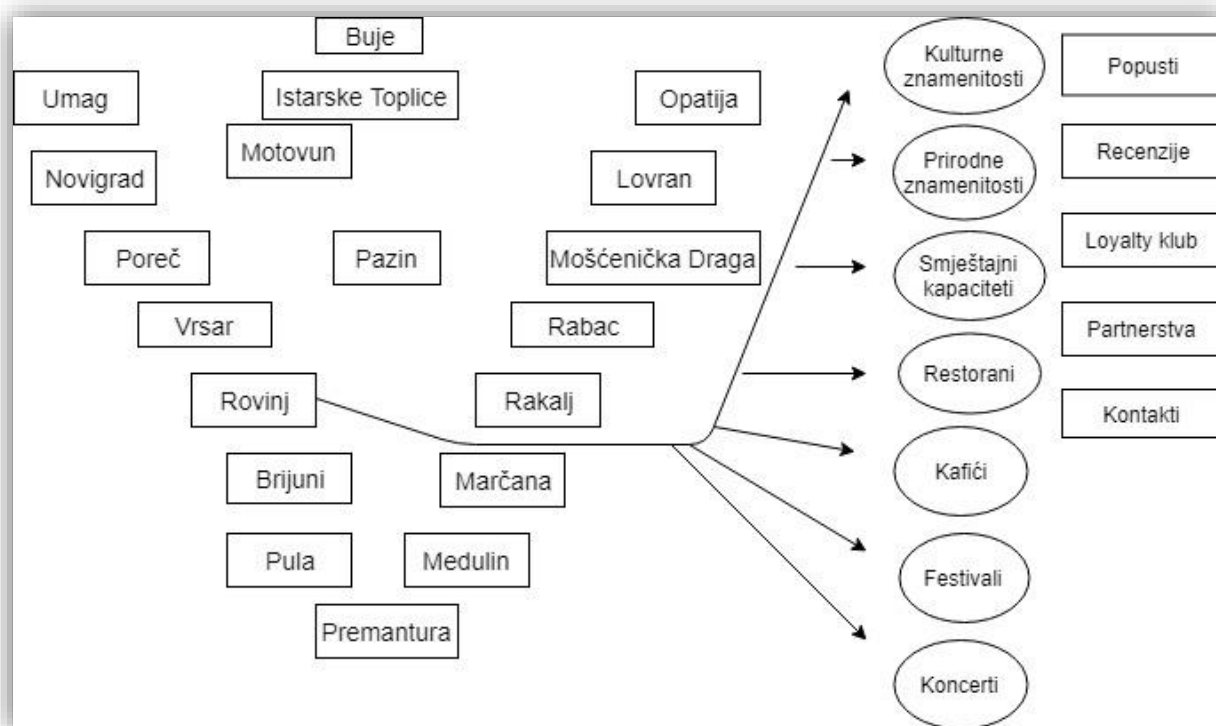 Buje
Umag
Istarske Toplice
Opatija
Motovun
Novigrad
Lovran
Poreč
Pazin
Mošćenička Draga
Vrsar
Rabac
Rovinj
Rakalj
Brijuni
Marčana
Pula
Medulin
Premantura
Kulturne
znamenitosti
Prirodne
znamenitosti
Smještajni
kapaciteti
Restorani
Kafići
Festivali
Koncerti
Popusti
Recenzije
Loyalty klub
Partnerstva
Kontakti